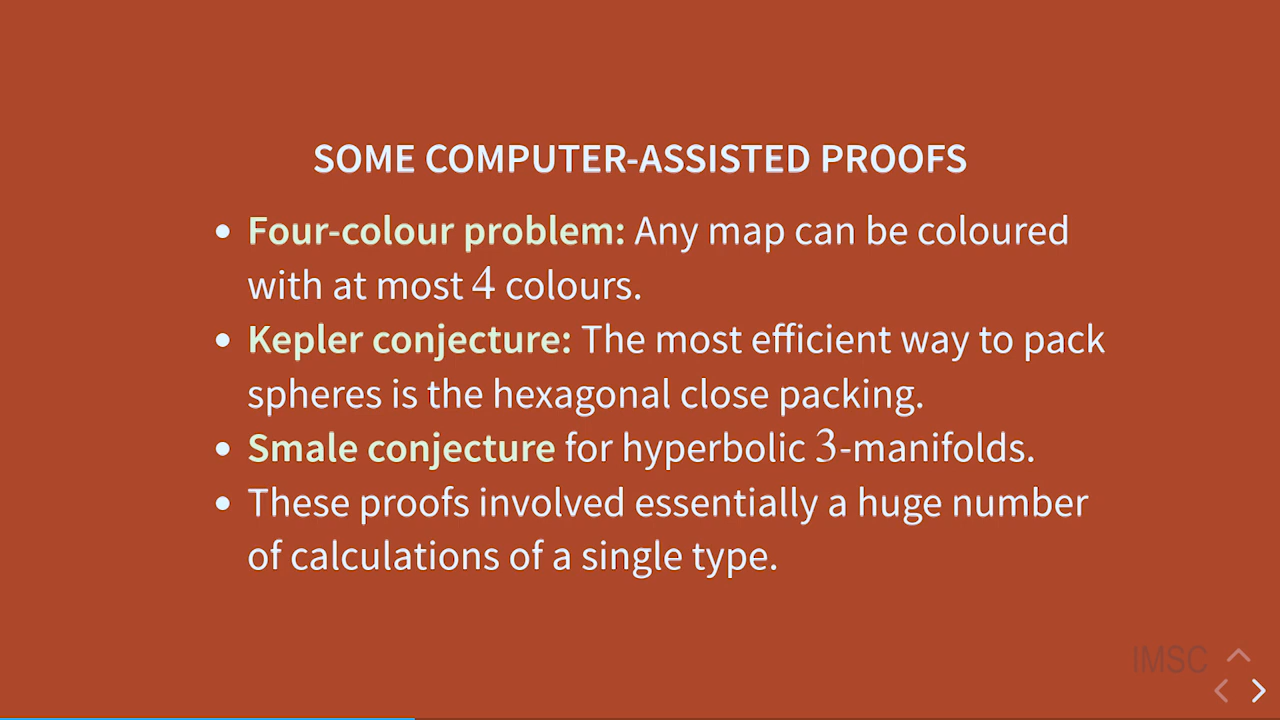 SOME COMPUTER-ASSISTED PROOFS
• Four-colour problem: Any map can be coloured
with at most 4 colours.
• Kepler conjecture: The most efficient way to pack
spheres is the hexagonal close packing.
• Smale conjecture for hyperbolic 3-manifolds.
• These proofs involved essentially a huge number
of calculations of a single type.
IMSC